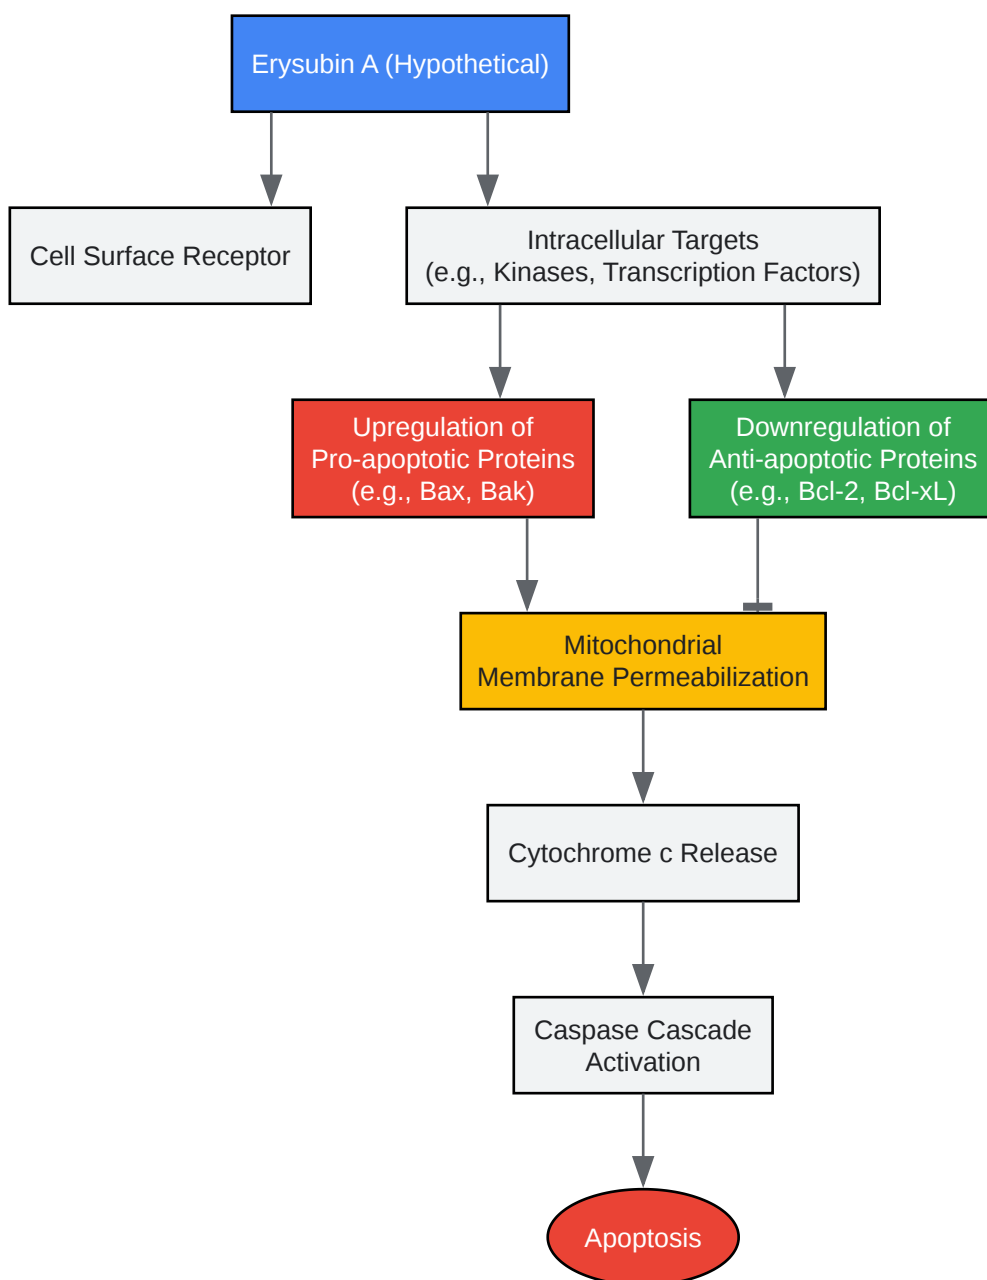 Erysubin A (Hypothetical)
Cell Surface Receptor
Intracellular Targets
(e.g., Kinases, Transcription Factors)
Upregulation of
Pro-apoptotic Proteins
(e.g., Bax, Bak)
Downregulation of
Anti-apoptotic Proteins
(e.g., Bcl-2, Bcl-xL)
Mitochondrial
Membrane Permeabilization
Cytochrome c Release
Caspase Cascade
Activation
Apoptosis